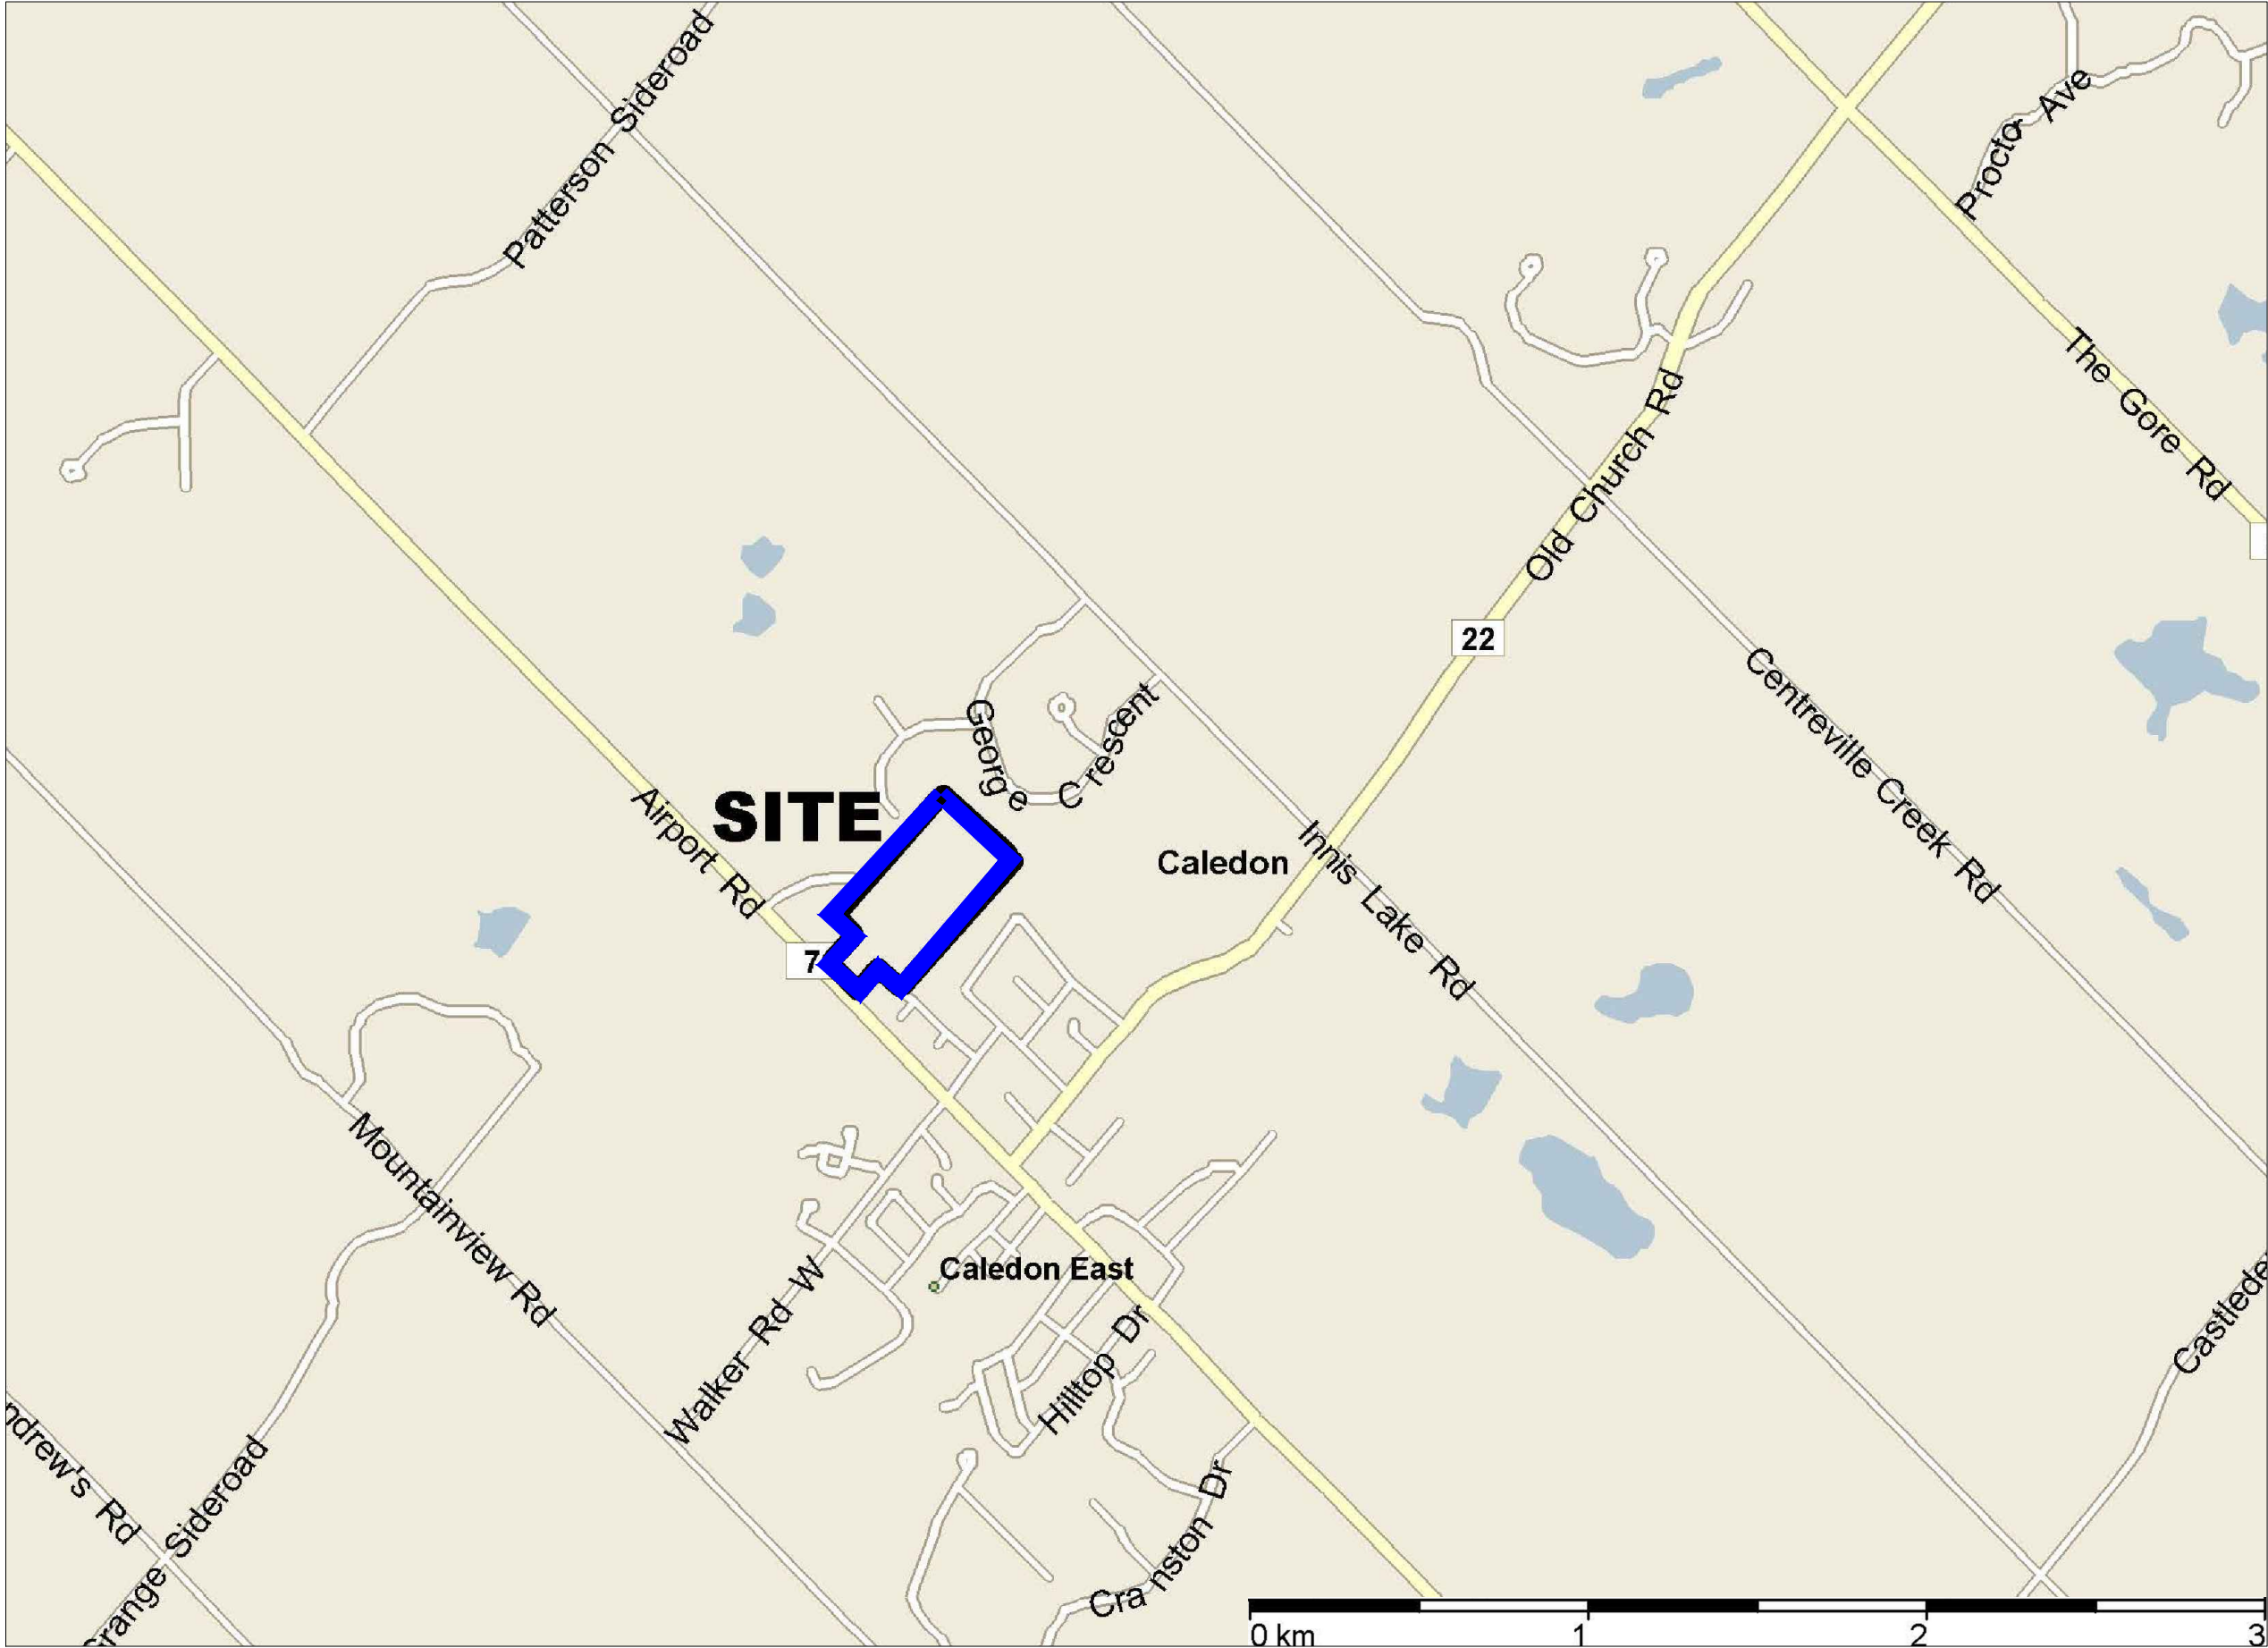 Patterson Sideroad
Proctor Ave
The Gore Rd
Old Church Rd
22
Centreville Creek Rd
George Crescent
SITE
Airport Rd
Caledon
Innis Lake Rd
7
Mountainview Rd
Caledon East
Walker Rd W
Hilltop Dr
Castlede
ndrew's Rd
Grange Sideroad
Cranston Dr
0 km 1 2 3